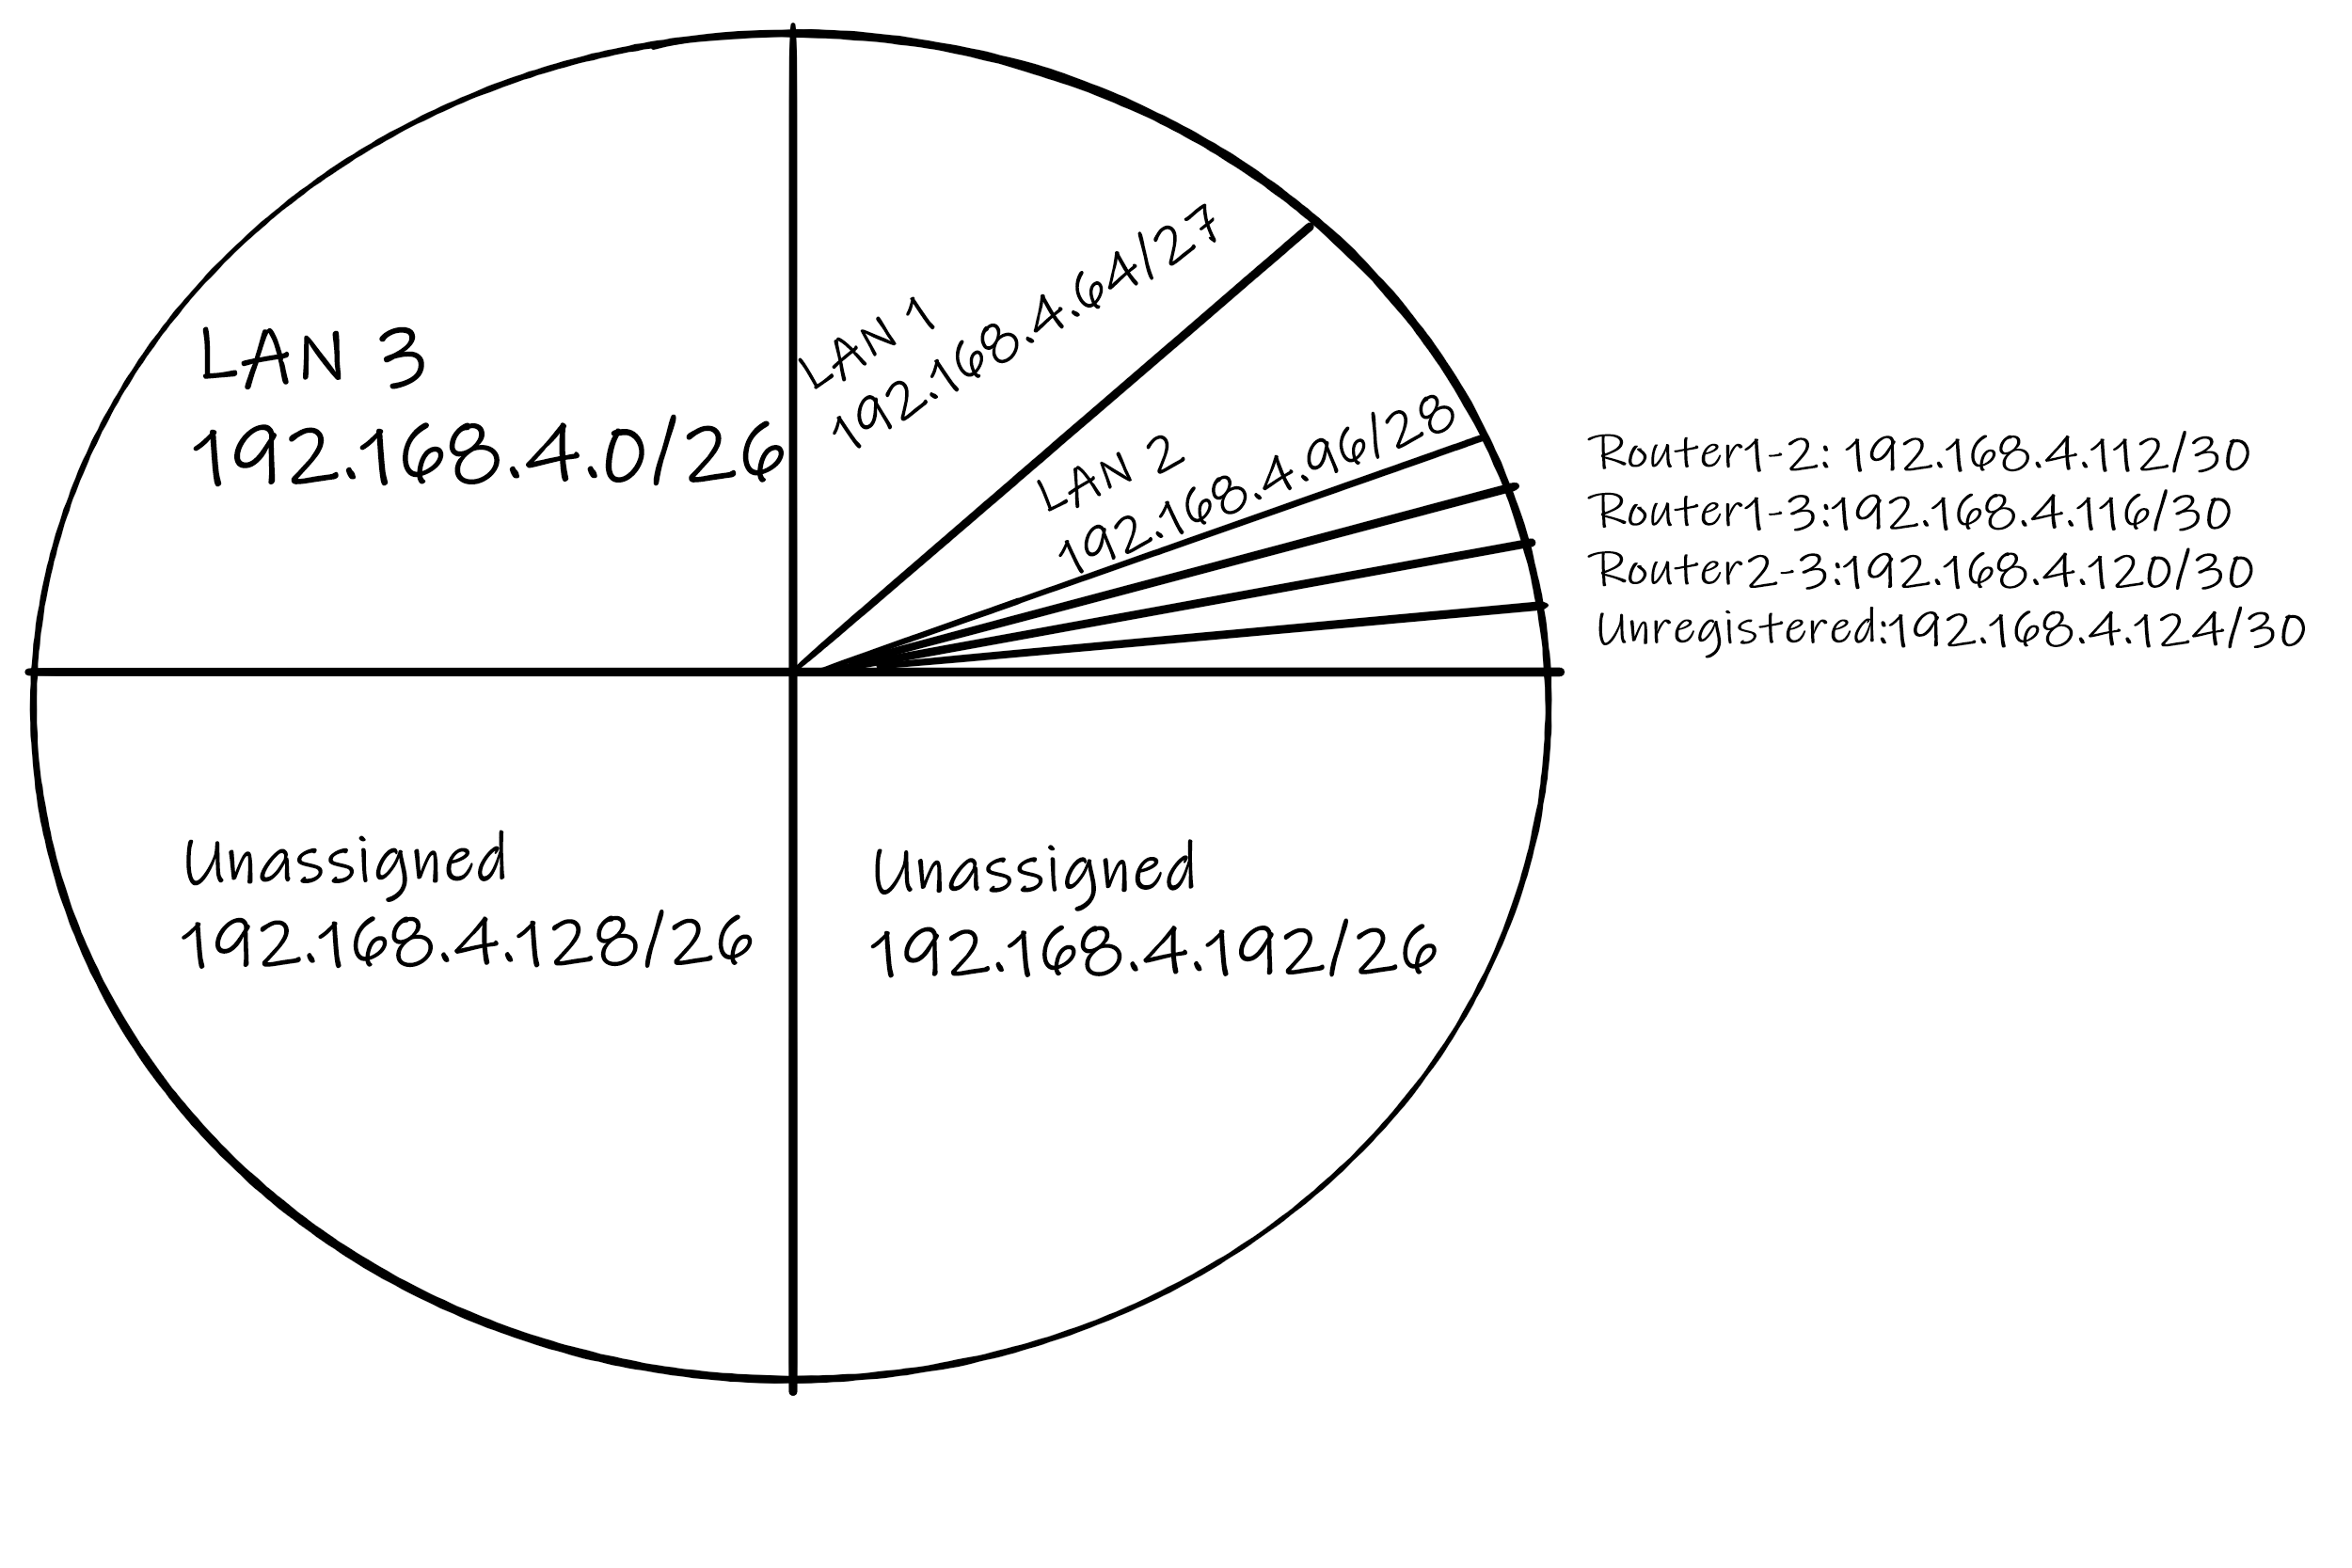 LAN 3
192.168.4.0/26
LAN 1
192.168.4.64/27
LAN 2
192.168.4.96/28
Router1-2: 192.168.4.112/30
Router1-3:192.168.4.116/30
Router2-3:192.168.4.120/30
Unregistered:192.168.4.124/30
Unassigned
192.168.4.128/26
Unassigned
192.168.4.192/26